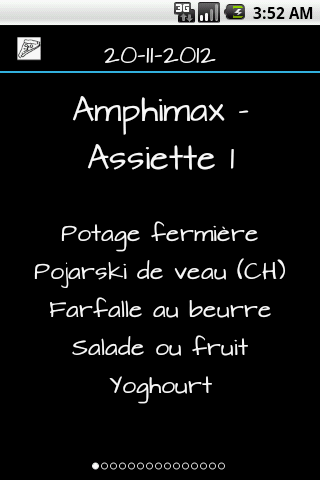 3G 3:52 AM
20-11-2012
Amphimax -
Assiette 1
Potage fermière
Pojarski de veau (CH)
Farfalle au beurre
Salade ou fruit
Yoghourt